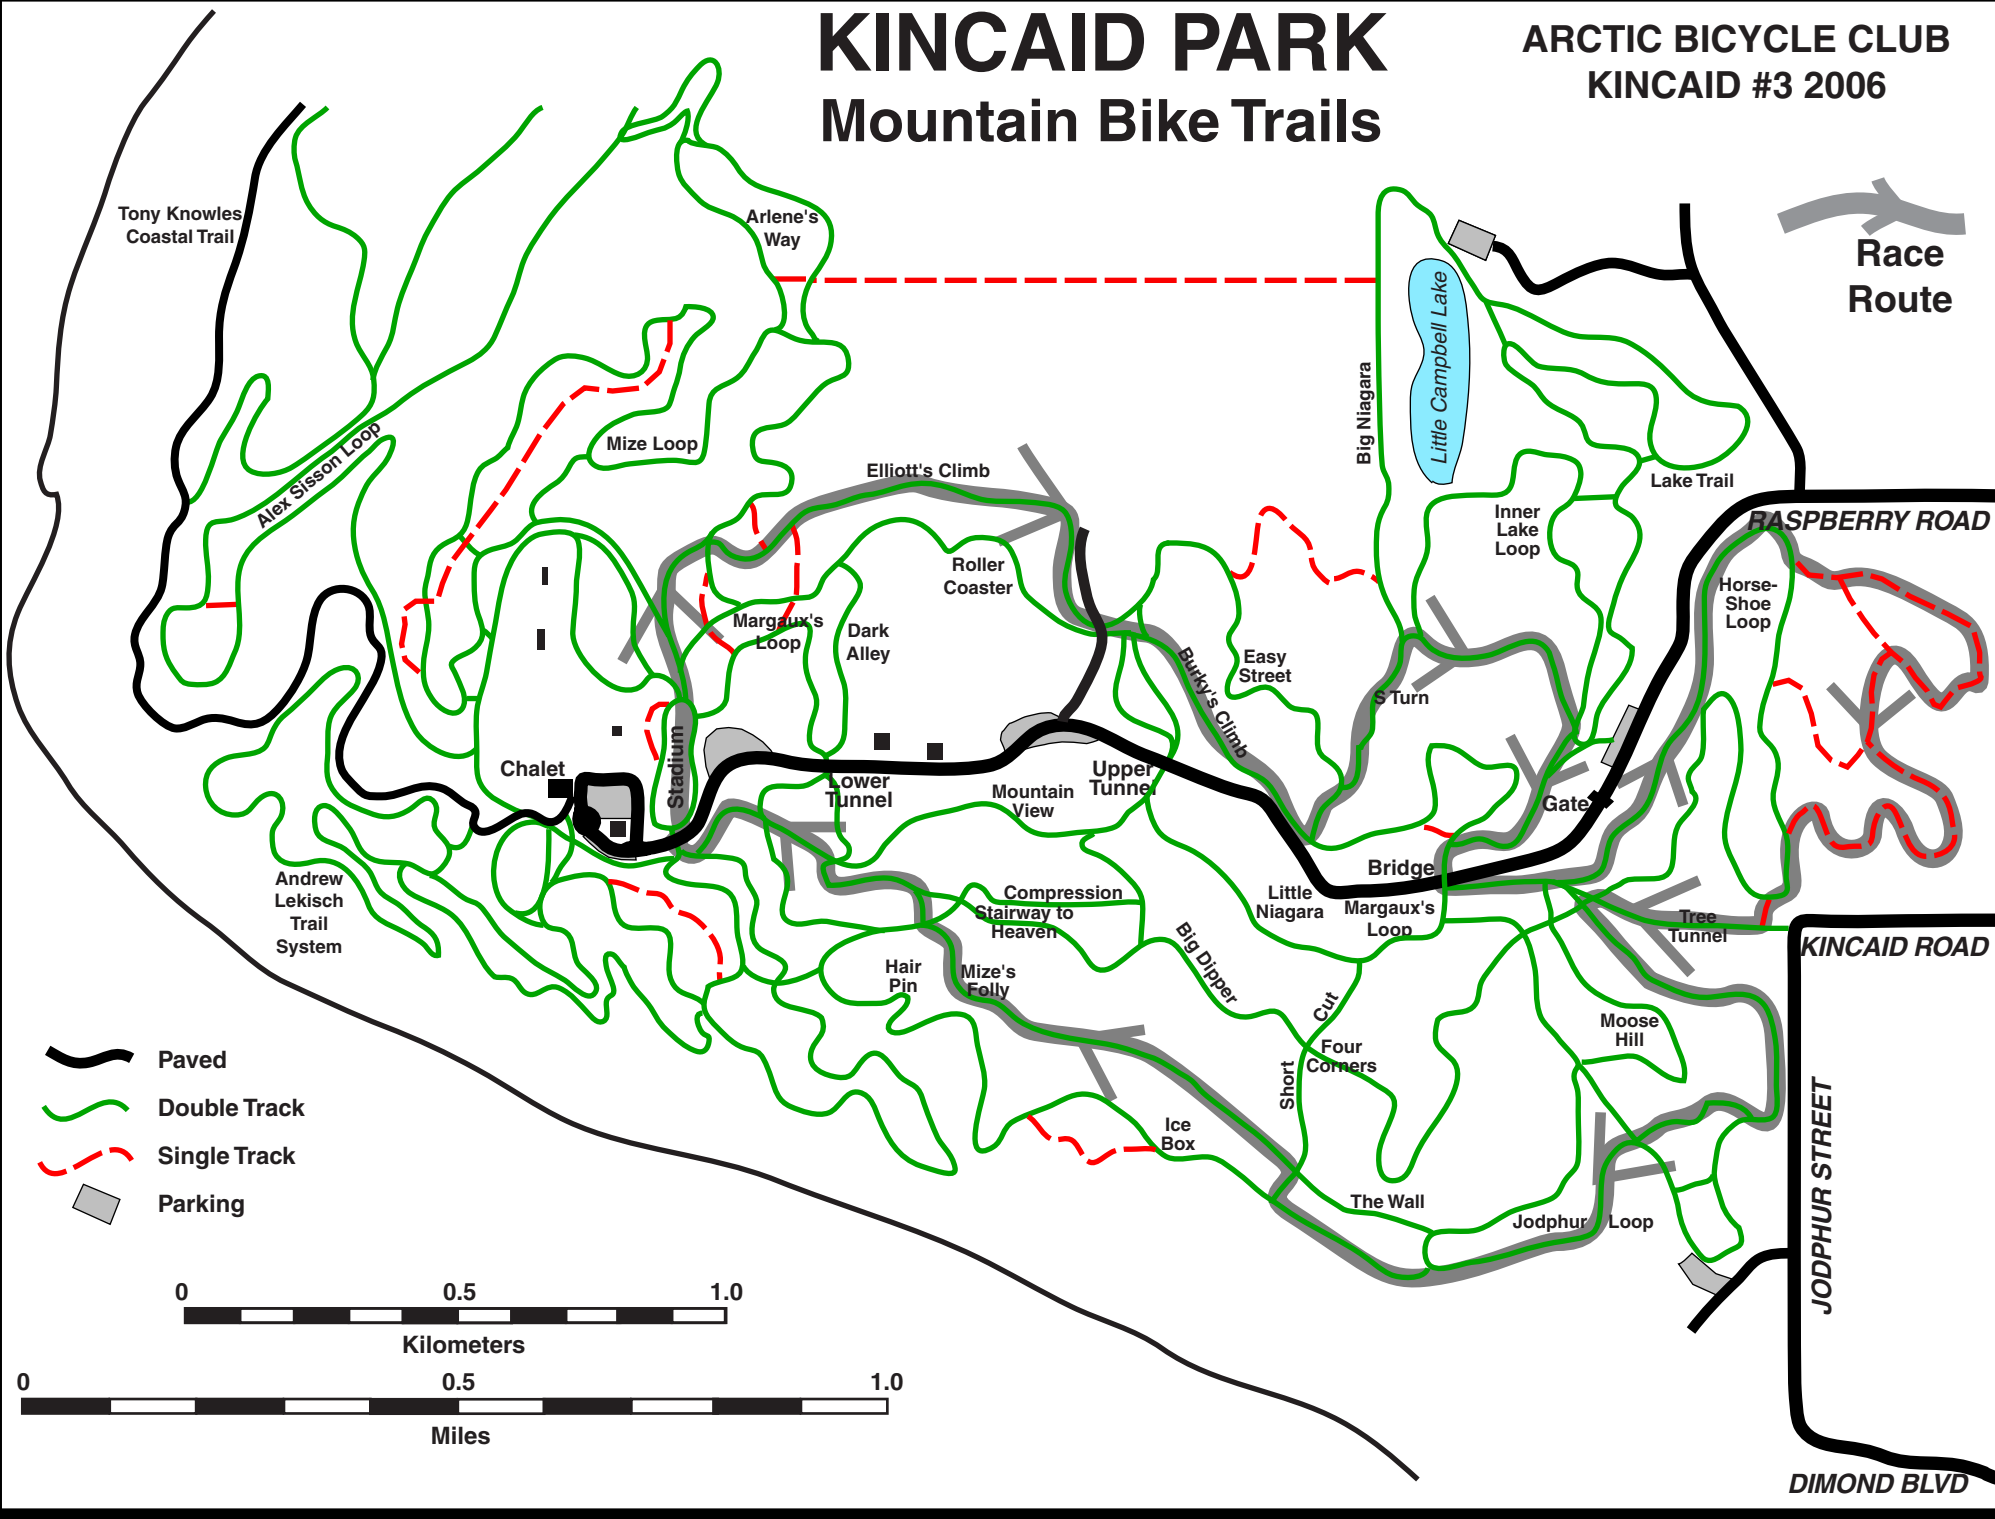 KINCAID PARK
Mountain Bike Trails
ARCTIC BICYCLE CLUB
KINCAID #3 2006
Race
Route
Tony Knowles
Coastal Trail
Arlene's
Way
Little Campbell Lake
Big Niagara
Mize Loop
Alex Sisson Loop
Elliott's Climb
Lake Trail
RASPBERRY ROAD
Inner
Lake
Loop
Roller
Coaster
Horse-
Shoe
Loop
Margaux's
Loop
Dark
Alley
Easy
Street
Burky's Climb
S Turn
Stadium
Chalet
Lower
Tunnel
Upper
Tunnel
Mountain
View
Gate
Bridge
Andrew
Lekisch
Trail
System
Compression
Stairway to
Heaven
Little
Niagara
Margaux's
Loop
Tree
Tunnel
KINCAID ROAD
Hair
Pin
Mize's
Folly
Big Dipper
Short
Cut
Four
Corners
Moose
Hill
Ice
Box
The Wall
Jodphur Loop
JODPHUR STREET
DIMOND BLVD
Paved
Double Track
Single Track
Parking
0 0.5 1.0
Kilometers
0 0.5 1.0
Miles